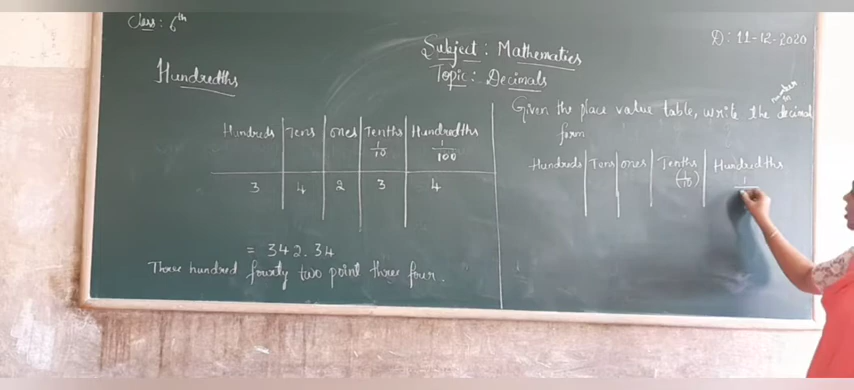 Class: 6th
D: 11-12-2020
Subject: Mathematics
Topic: Decimals
Hundredths
Hundreds Tens Ones Tenths 1/10 Hundredths 1/100
3 4 2 3 4
= 342.34
Three hundred fourty two point three four.
Given the place value table, write the number in decimal
form
Hundreds Tens ones Tenths (1/10) Hundredths 1